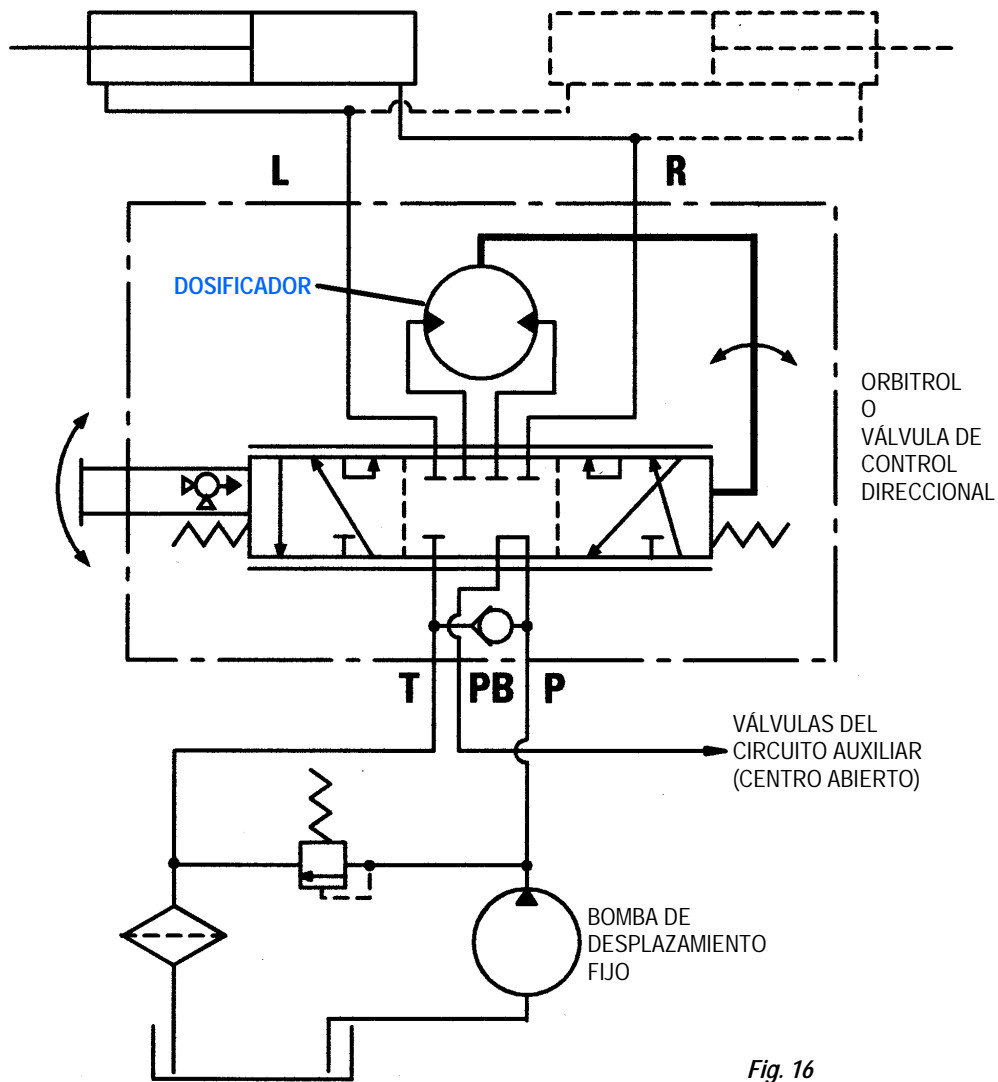 L
R
DOSIFICADOR
ORBITROL
O
VÁLVULA DE
CONTROL
DIRECCIONAL
T PB P
VÁLVULAS DEL
CIRCUITO AUXILIAR
(CENTRO ABIERTO)
BOMBA DE
DESPLAZAMIENTO
FIJO
Fig. 16